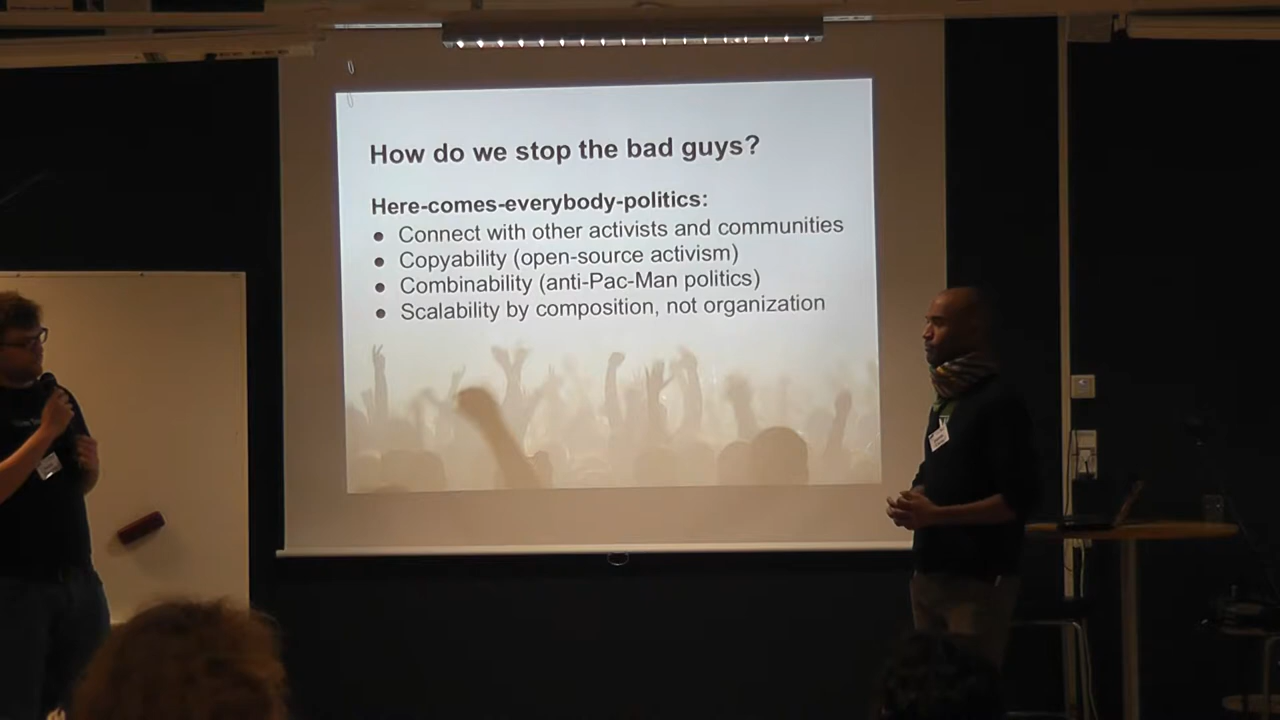 How do we stop the bad guys?
Here-comes-everybody-politics:
● Connect with other activists and communities
● Copyability (open-source activism)
● Combinability (anti-Pac-Man politics)
● Scalability by composition, not organization